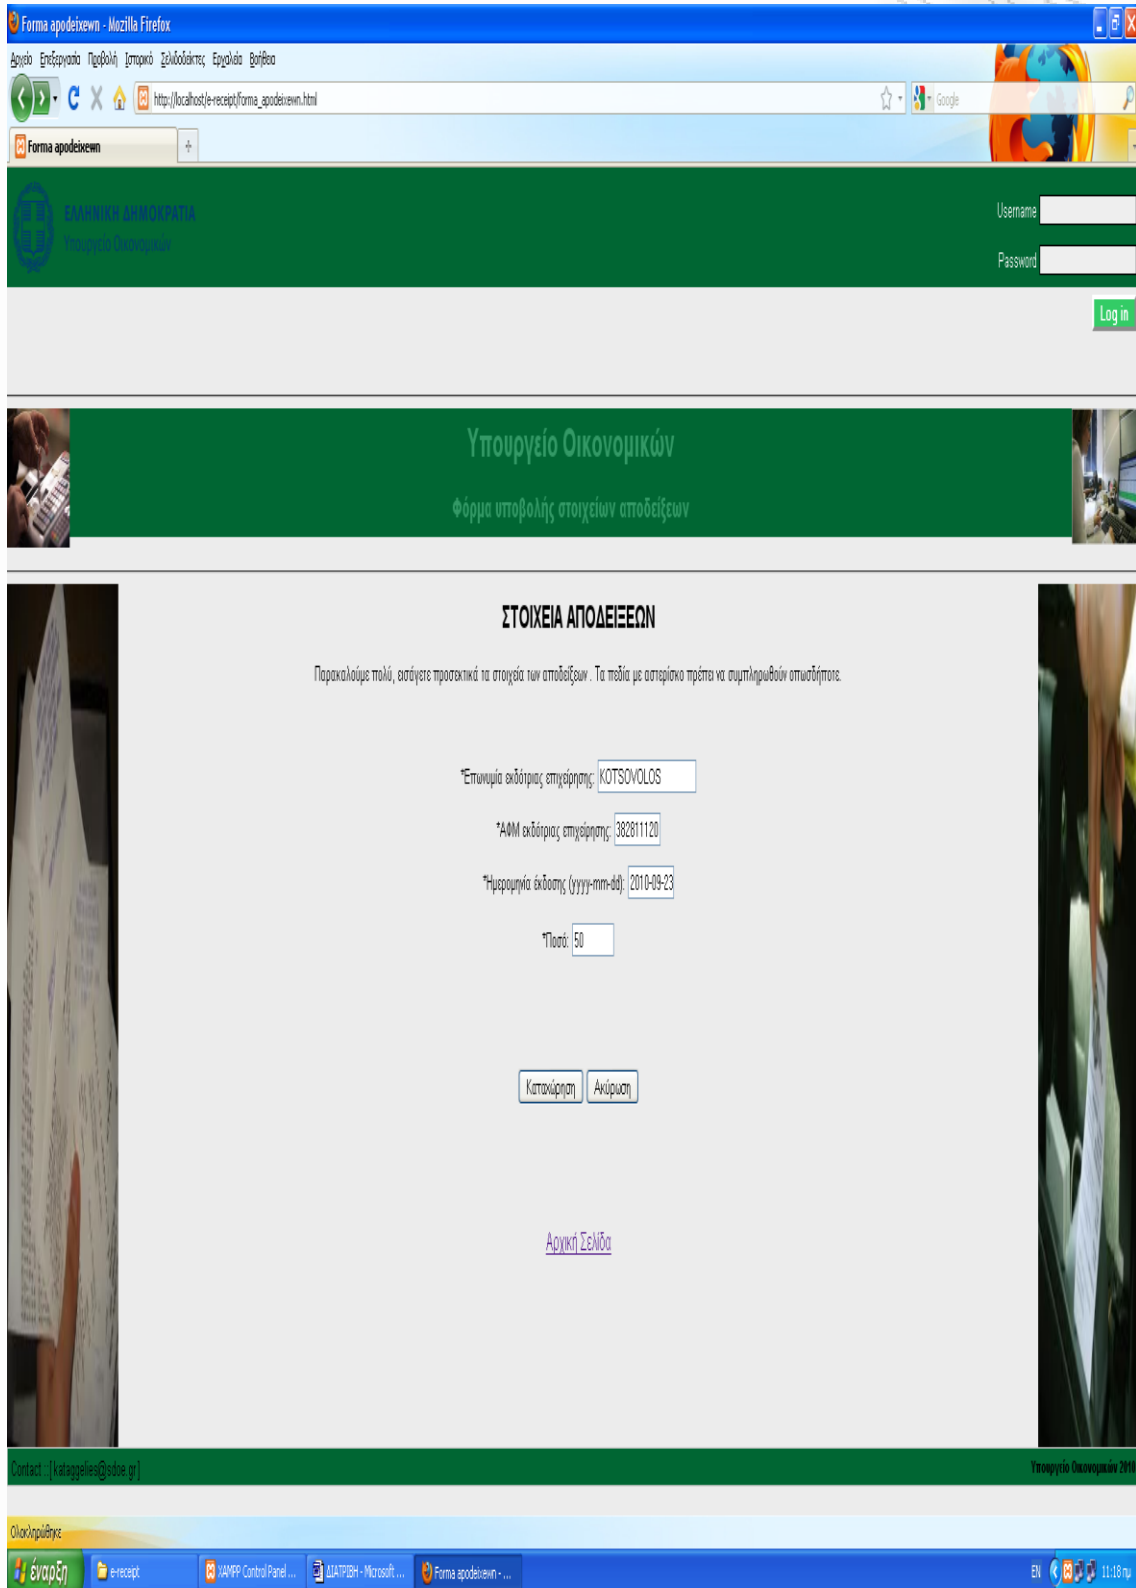 Forma apodeixewn - Mozilla Firefox
Αρχείο Επεξεργασία Προβολή Ιστορικό Σελιδοδείκτες Εργαλεία Βοήθεια
http://localhost/e-receipt/forma_apodeixewn.html
Google
Forma apodeixewn
ΕΛΛΗΝΙΚΗ ΔΗΜΟΚΡΑΤΙΑ
Υπουργείο Οικονομικών
Username
Password
Log in
Υπουργείο Οικονομικών
Φόρμα υποβολής στοιχείων αποδείξεων
ΣΤΟΙΧΕΙΑ ΑΠΟΔΕΙΞΕΩΝ
Παρακαλούμε πολύ, εισάγετε προσεκτικά τα στοιχεία των αποδείξεων . Τα πεδία με αστερίσκο πρέπει να συμπληρωθούν οπωσδήποτε.
*Επωνυμία εκδότριας επιχείρησης: KOTSOVOLOS
*ΑΦΜ εκδότριας επιχείρησης: 382811120
*Ημερομηνία έκδοσης (yyyy-mm-dd): 2010-09-23
*Ποσό: 50
Καταχώρηση Ακύρωση
Αρχική Σελίδα
Contact ::[ kataggelies@sdoe.gr ]
Υπουργείο Οικονομικών 2010
Ολοκληρώθηκε
έναρξη e-receipt XAMPP Control Panel ... ΔΙΑΤΡΙΒΗ - Microsoft ... Forma apodeixewn - ... EN 11:18 πμ